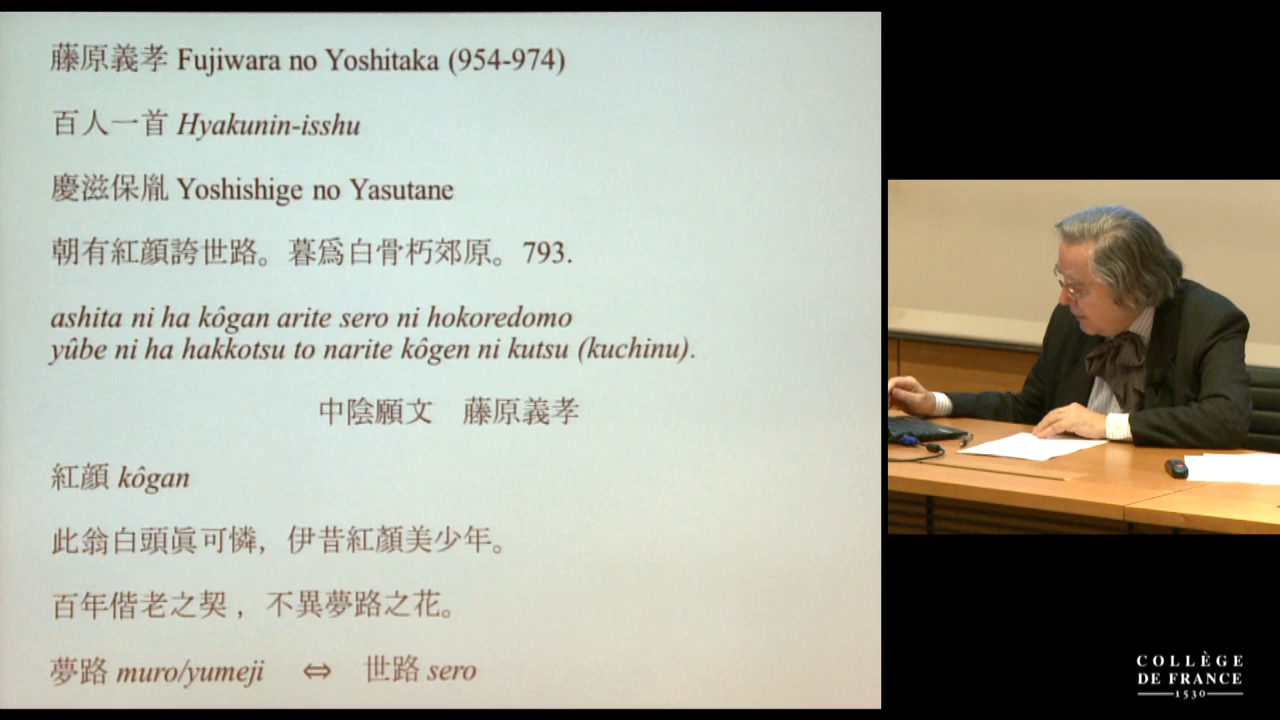 藤原義孝 Fujiwara no Yoshitaka (954-974)
百人一首 Hyakunin-isshu
慶滋保胤 Yoshishige no Yasutane
朝有紅顔誇世路。暮爲白骨朽郊原。793.
ashita ni ha kôgan arite sero ni hokoredomo
yûbe ni ha hakkotsu to narite kôgen ni kutsu (kuchinu).
中陰願文 藤原義孝
紅顔 kôgan
此翁白頭眞可憐，伊昔紅顏美少年。
百年偕老之契，不異夢路之花。
夢路 muro/yumeji ⇔ 世路 sero
COLLÈGE
DE FRANCE
1530